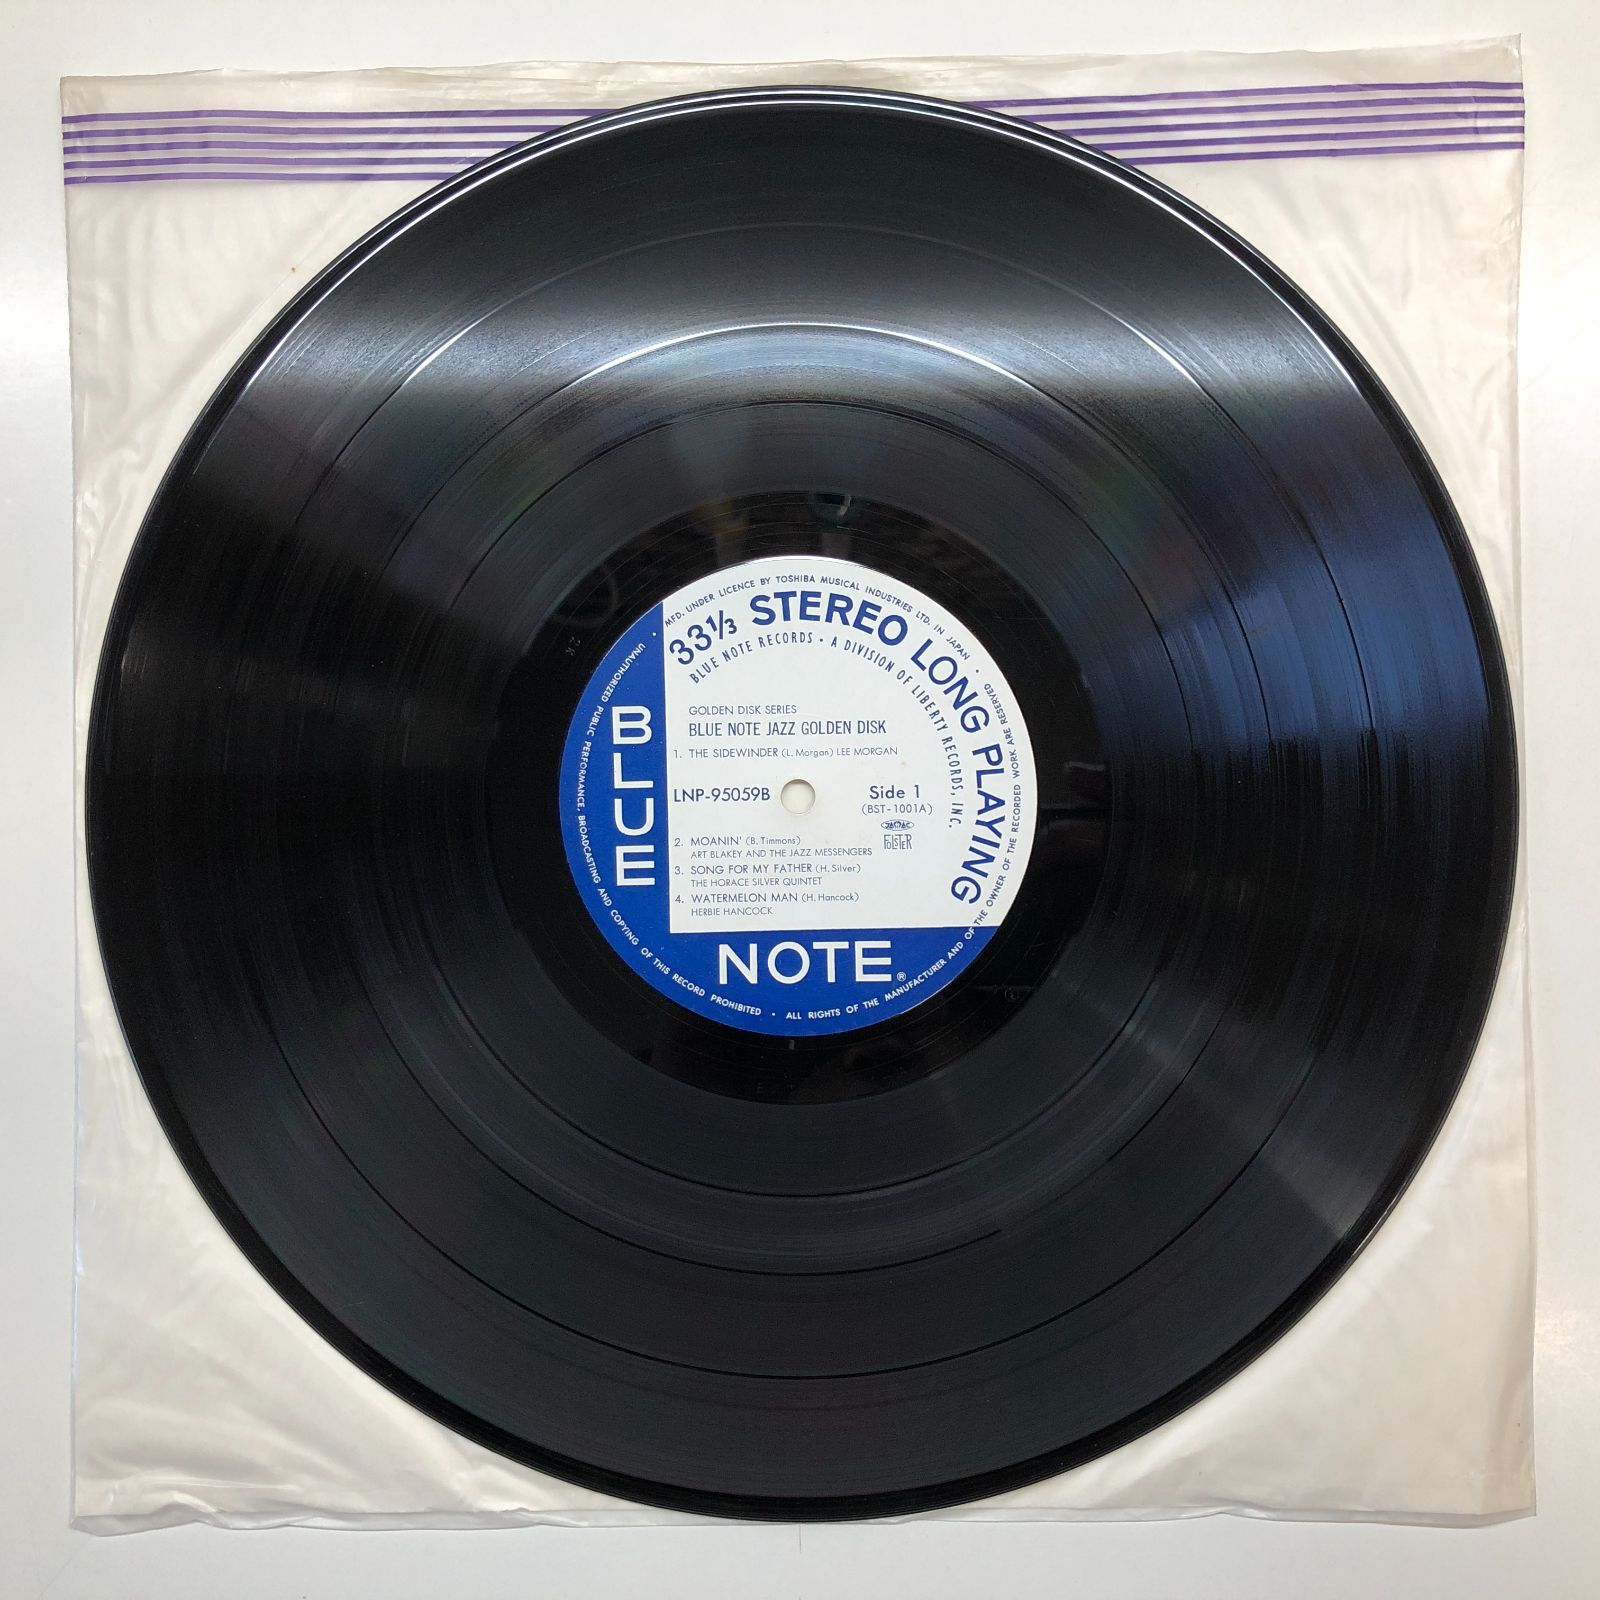 MFD. UNDER LICENCE BY TOSHIBA MUSICAL INDUSTRIES LTD. IN JAPAN •
33⅓ STEREO LONG PLAYING
BLUE NOTE RECORDS • A DIVISION OF LIBERTY RECORDS, INC.
GOLDEN DISK SERIES
BLUE NOTE JAZZ GOLDEN DISK
1. THE SIDEWINDER (L. Morgan) LEE MORGAN
LNP-95059B
Side 1
(BST-1001A)
JASRAC
2. MOANIN' (B. Timmons)
ART BLAKEY AND THE JAZZ MESSENGERS
3. SONG FOR MY FATHER (H. Silver)
THE HORACE SILVER QUINTET
4. WATERMELON MAN (H. Hancock)
HERBIE HANCOCK
BLUE
NOTE®
• UNAUTHORIZED PUBLIC PERFORMANCE, BROADCASTING AND COPYING OF THIS RECORD PROHIBITED • ALL RIGHTS OF THE MANUFACTURER AND OF THE OWNER OF THE RECORDED WORK ARE RESERVED